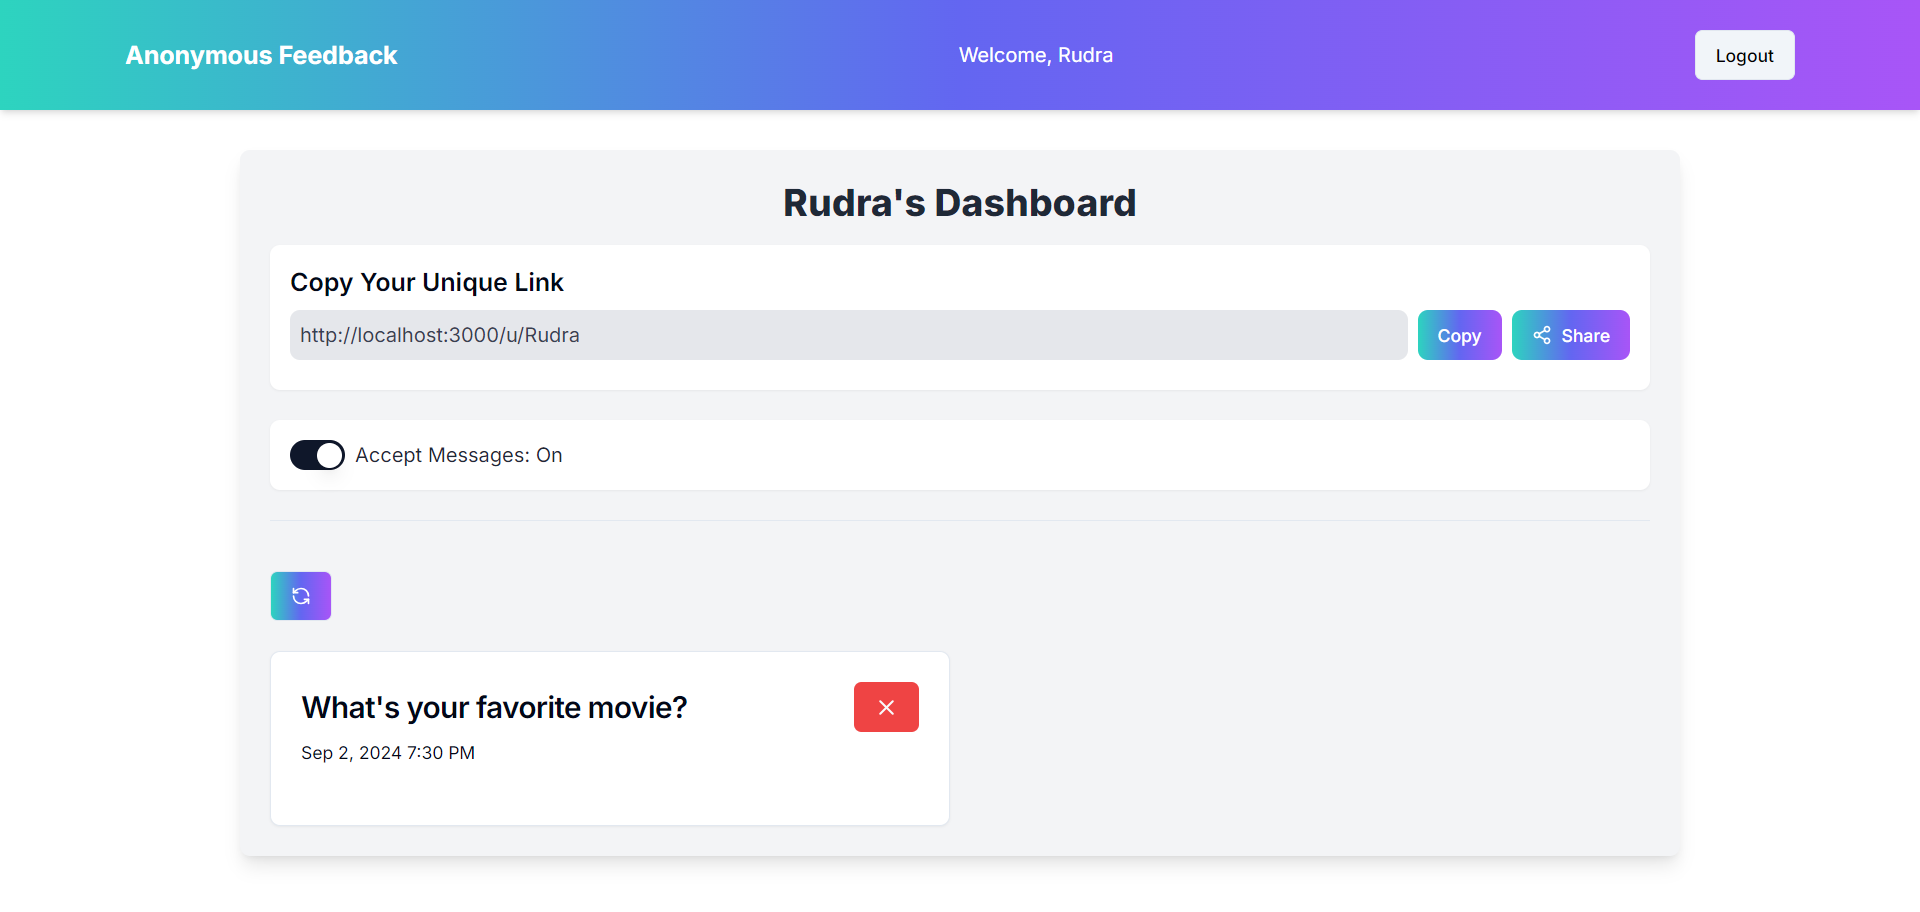 Anonymous Feedback
Welcome, Rudra
Logout
Rudra's Dashboard
Copy Your Unique Link
http://localhost:3000/u/Rudra
Copy
Share
Accept Messages: On
What's your favorite movie?
Sep 2, 2024 7:30 PM